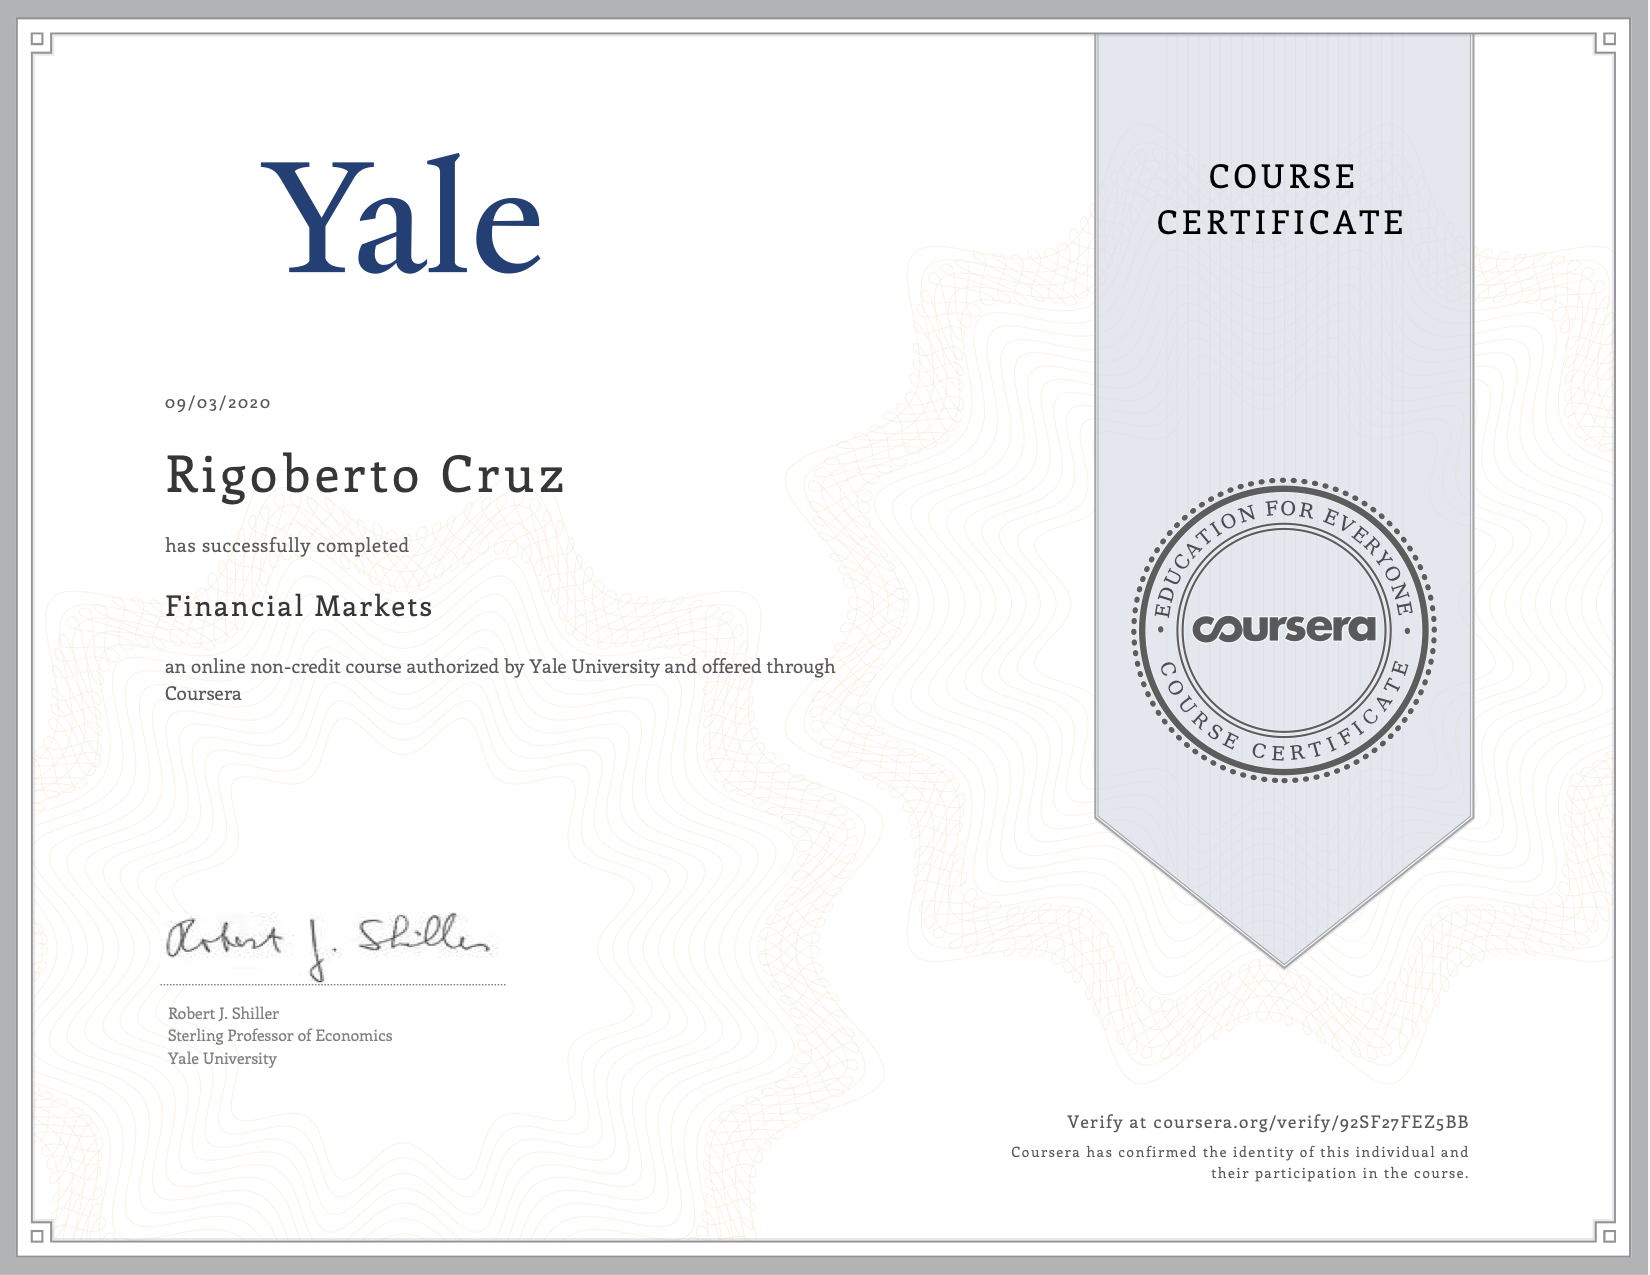 Yale
COURSE
CERTIFICATE
09/03/2020
Rigoberto Cruz
has successfully completed
Financial Markets
an online non-credit course authorized by Yale University and offered through
Coursera
EDUCATION FOR EVERYONE
coursera
COURSE CERTIFICATE
Robert J. Shiller
Robert J. Shiller
Sterling Professor of Economics
Yale University
Verify at coursera.org/verify/92SF27FEZ5BB
Coursera has confirmed the identity of this individual and
their participation in the course.